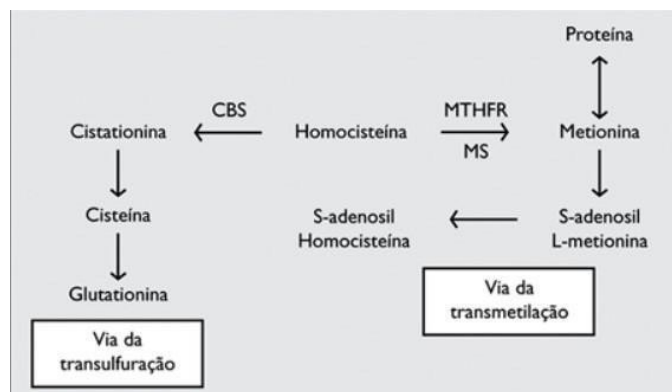 Proteína
CBS
MTHFR
Cistationina
Homocisteína
Metionina
MS
Cisteína
S-adenosil
Homocisteína
S-adenosil
L-metionina
Glutationina
Via da
transmetilação
Via da
transulfuração